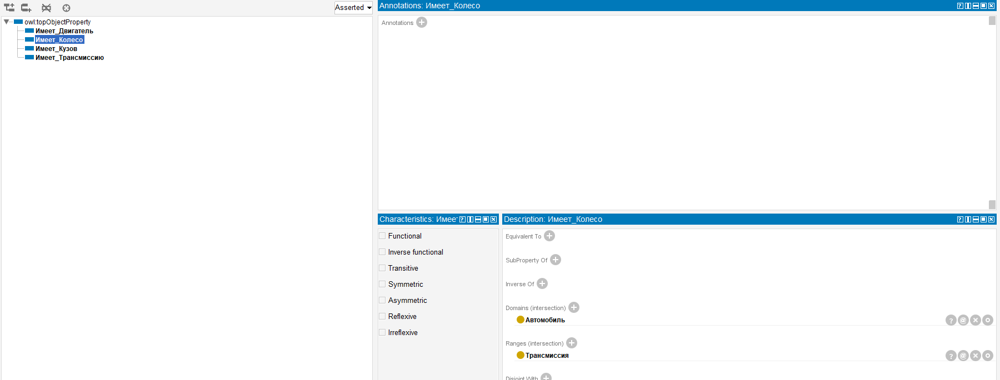 Asserted
owl:topObjectProperty
Имеет_Двигатель
Имеет_Колесо
Имеет_Кузов
Имеет_Трансмиссию
Annotations: Имеет_Колесо
Annotations
Characteristics: Имеет
Functional
Inverse functional
Transitive
Symmetric
Asymmetric
Reflexive
Irreflexive
Description: Имеет_Колесо
Equivalent To
SubProperty Of
Inverse Of
Domains (intersection)
Автомобиль
Ranges (intersection)
Трансмиссия
Disjoint With